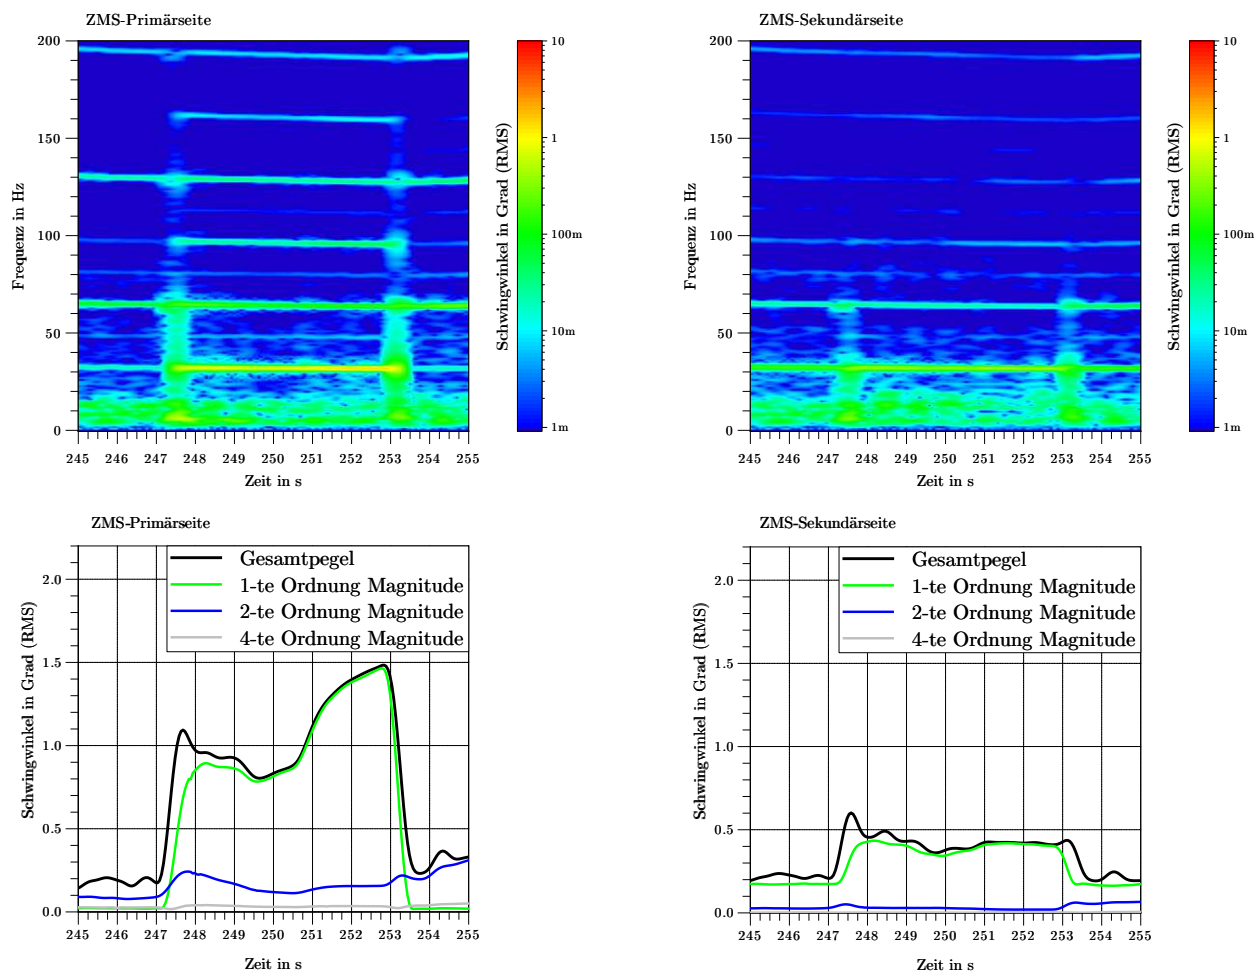 ZMS-Primärseite
200
150
100
50
0
Frequenz in Hz
245 246 247 248 249 250 251 252 253 254 255
Zeit in s
10
1
100m
10m
1m
Schwingwinkel in Grad (RMS)
ZMS-Sekundärseite
200
150
100
50
0
Frequenz in Hz
245 246 247 248 249 250 251 252 253 254 255
Zeit in s
10
1
100m
10m
1m
Schwingwinkel in Grad (RMS)
ZMS-Primärseite
Gesamtpegel
1-te Ordnung Magnitude
2-te Ordnung Magnitude
4-te Ordnung Magnitude
2.0
1.5
1.0
0.5
0.0
Schwingwinkel in Grad (RMS)
245 246 247 248 249 250 251 252 253 254 255
Zeit in s
ZMS-Sekundärseite
Gesamtpegel
1-te Ordnung Magnitude
2-te Ordnung Magnitude
4-te Ordnung Magnitude
2.0
1.5
1.0
0.5
0.0
Schwingwinkel in Grad (RMS)
245 246 247 248 249 250 251 252 253 254 255
Zeit in s